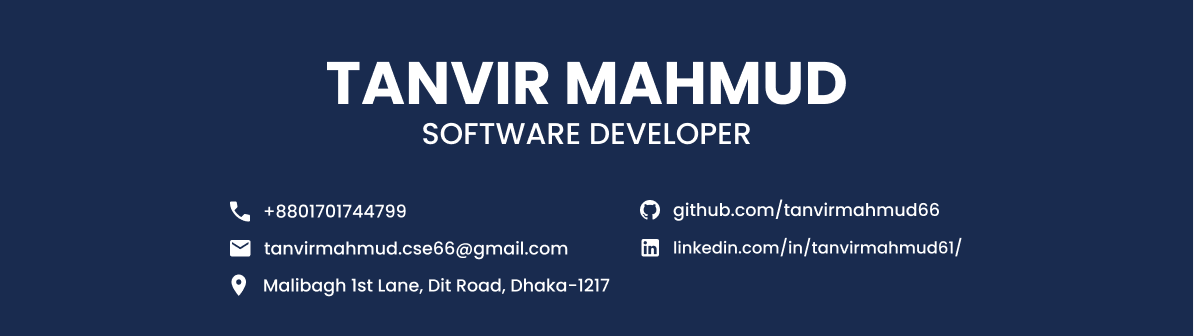 TANVIR MAHMUD
SOFTWARE DEVELOPER
+8801701744799
tanvirmahmud.cse66@gmail.com
Malibagh 1st Lane, Dit Road, Dhaka-1217
github.com/tanvirmahmud66
linkedin.com/in/tanvirmahmud61/